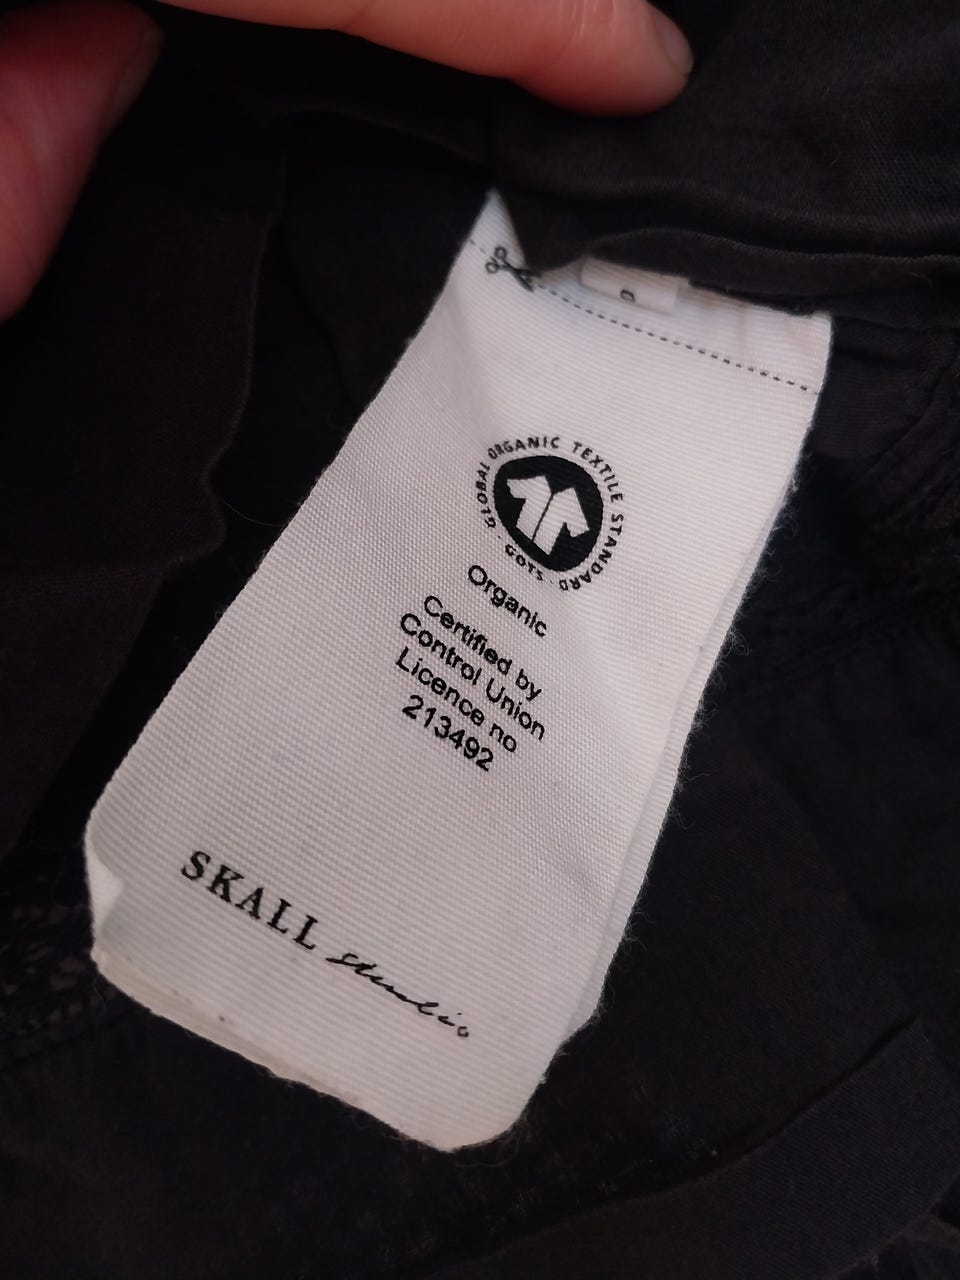 GLOBAL ORGANIC TEXTILE STANDARD · GOTS ·
Organic
Certified by
Control Union
Licence no
213492
SKALL studio